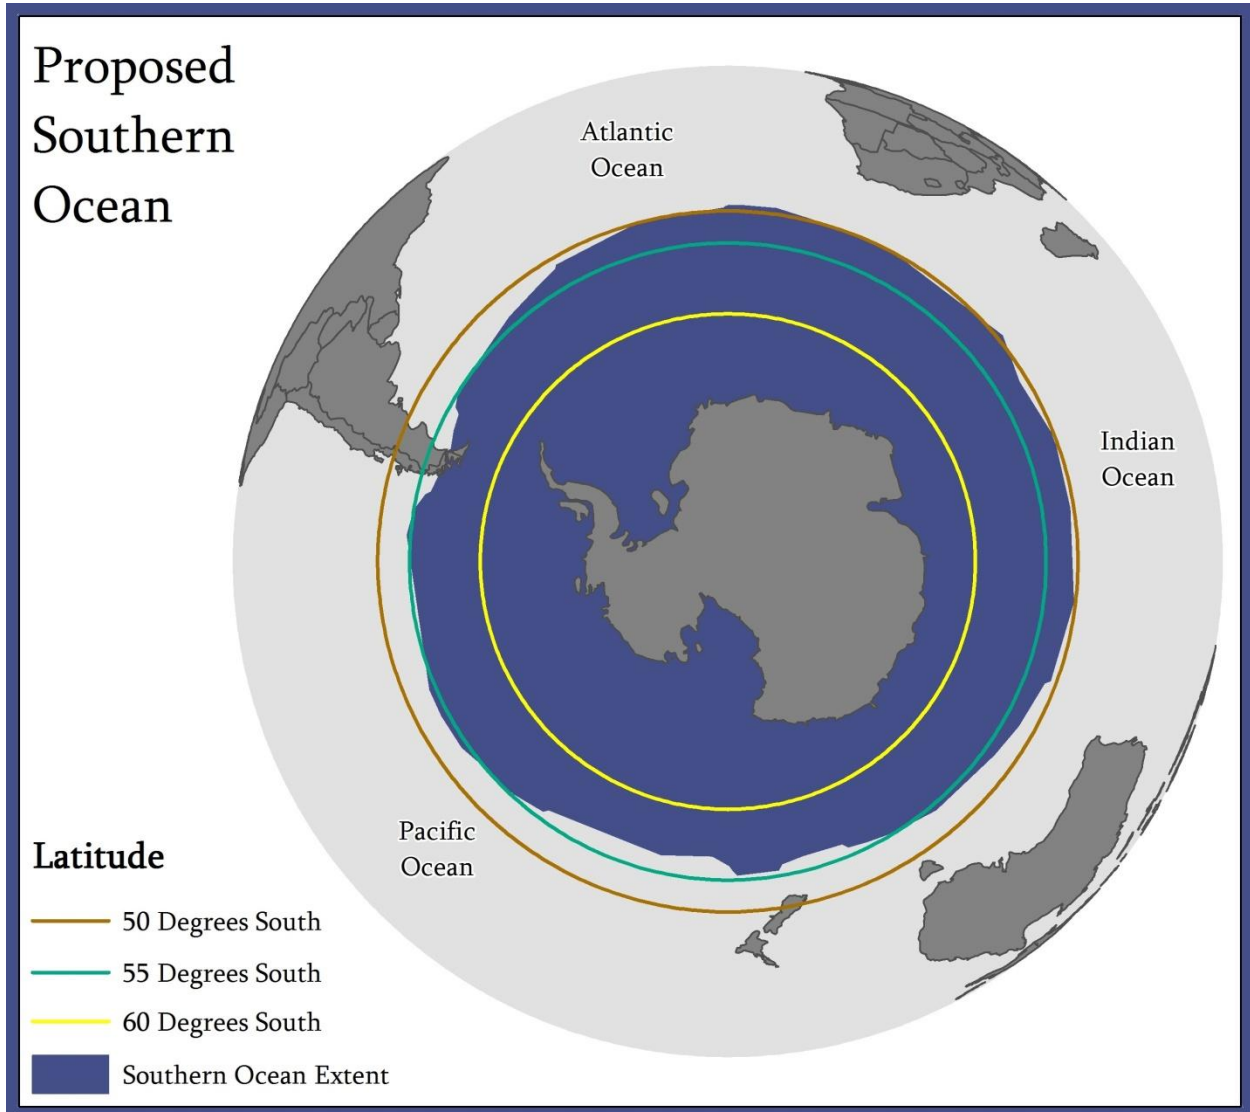 Proposed
Southern
Ocean
Atlantic
Ocean
Indian
Ocean
Pacific
Ocean
Latitude
50 Degrees South
55 Degrees South
60 Degrees South
Southern Ocean Extent